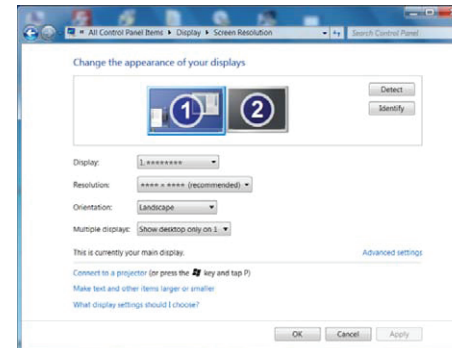 All Control Panel Items ▸ Display ▸ Screen Resolution Search Control Panel
Change the appearance of your displays
1 2
Detect
Identify
Display: 1.********
Resolution: **** × **** (recommended)
Orientation: Landscape
Multiple displays: Show desktop only on 1
This is currently your main display. Advanced settings
Connect to a projector (or press the key and tap P)
Make text and other items larger or smaller
What display settings should I choose?
OK Cancel Apply